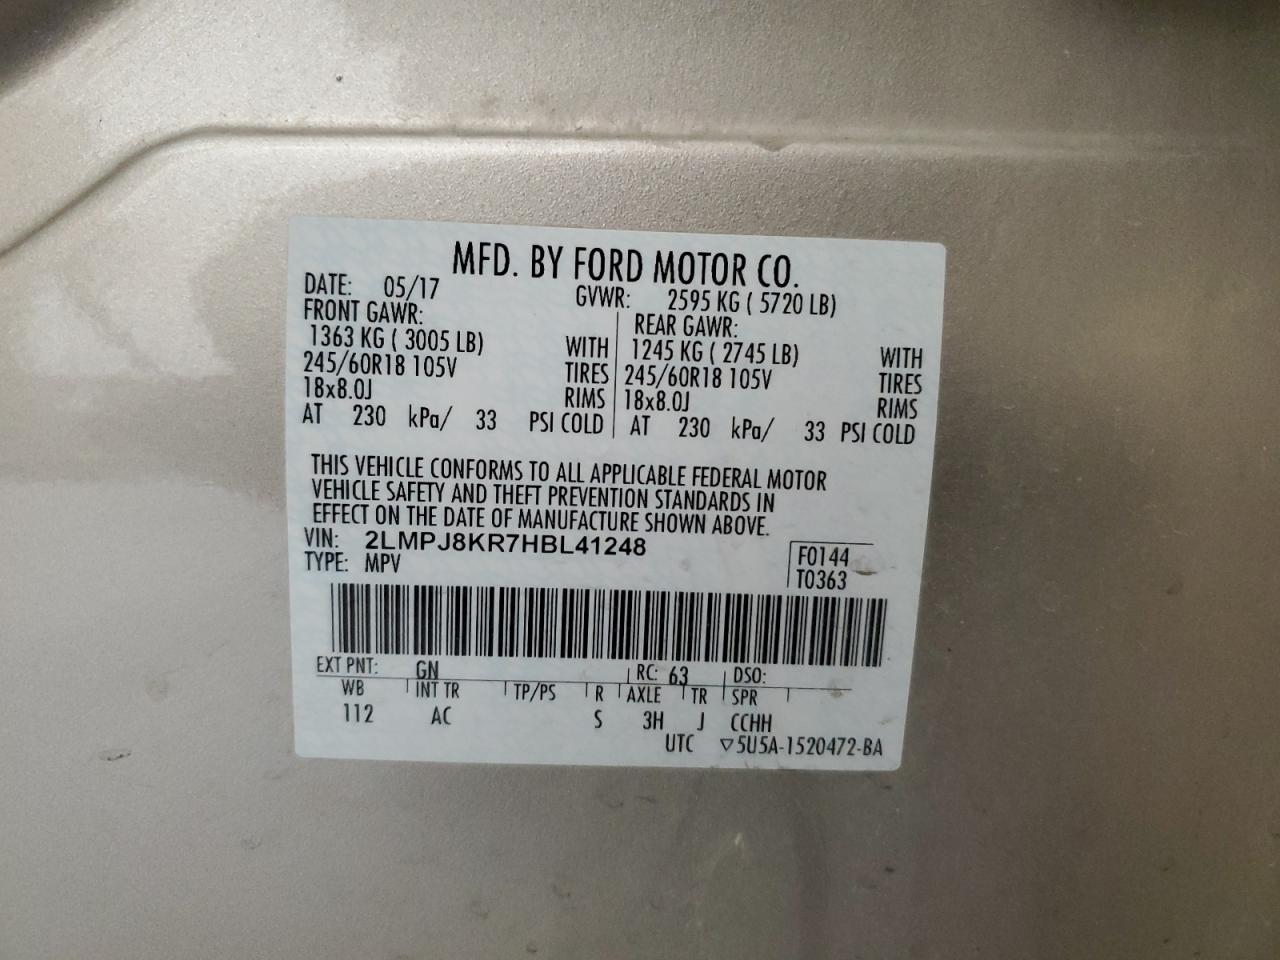 MFD. BY FORD MOTOR CO.
DATE: 05/17 GVWR: 2595 KG ( 5720 LB)
FRONT GAWR: REAR GAWR:
1363 KG ( 3005 LB) WITH 1245 KG ( 2745 LB) WITH
245/60R18 105V TIRES 245/60R18 105V TIRES
18x8.0J RIMS 18x8.0J RIMS
AT 230 kPa/ 33 PSI COLD AT 230 kPa/ 33 PSI COLD
THIS VEHICLE CONFORMS TO ALL APPLICABLE FEDERAL MOTOR
VEHICLE SAFETY AND THEFT PREVENTION STANDARDS IN
EFFECT ON THE DATE OF MANUFACTURE SHOWN ABOVE.
VIN: 2LMPJ8KR7HBL41248 F0144
TYPE: MPV T0363
EXT PNT: GN RC: 63 DSO:
WB INT TR TP/PS R AXLE TR SPR
112 AC S 3H J CCHH
UTC ▽5U5A-1520472-BA